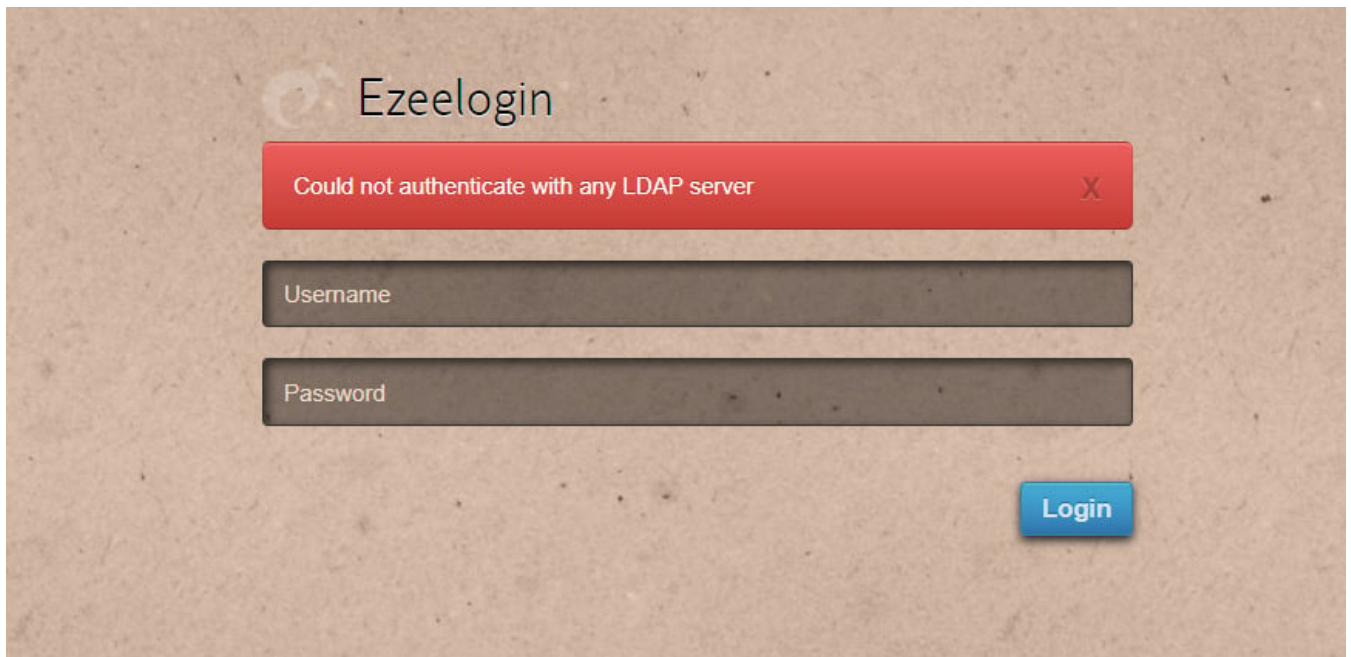 Ezeelogin
Could not authenticate with any LDAP server
X
Username
Password
Login